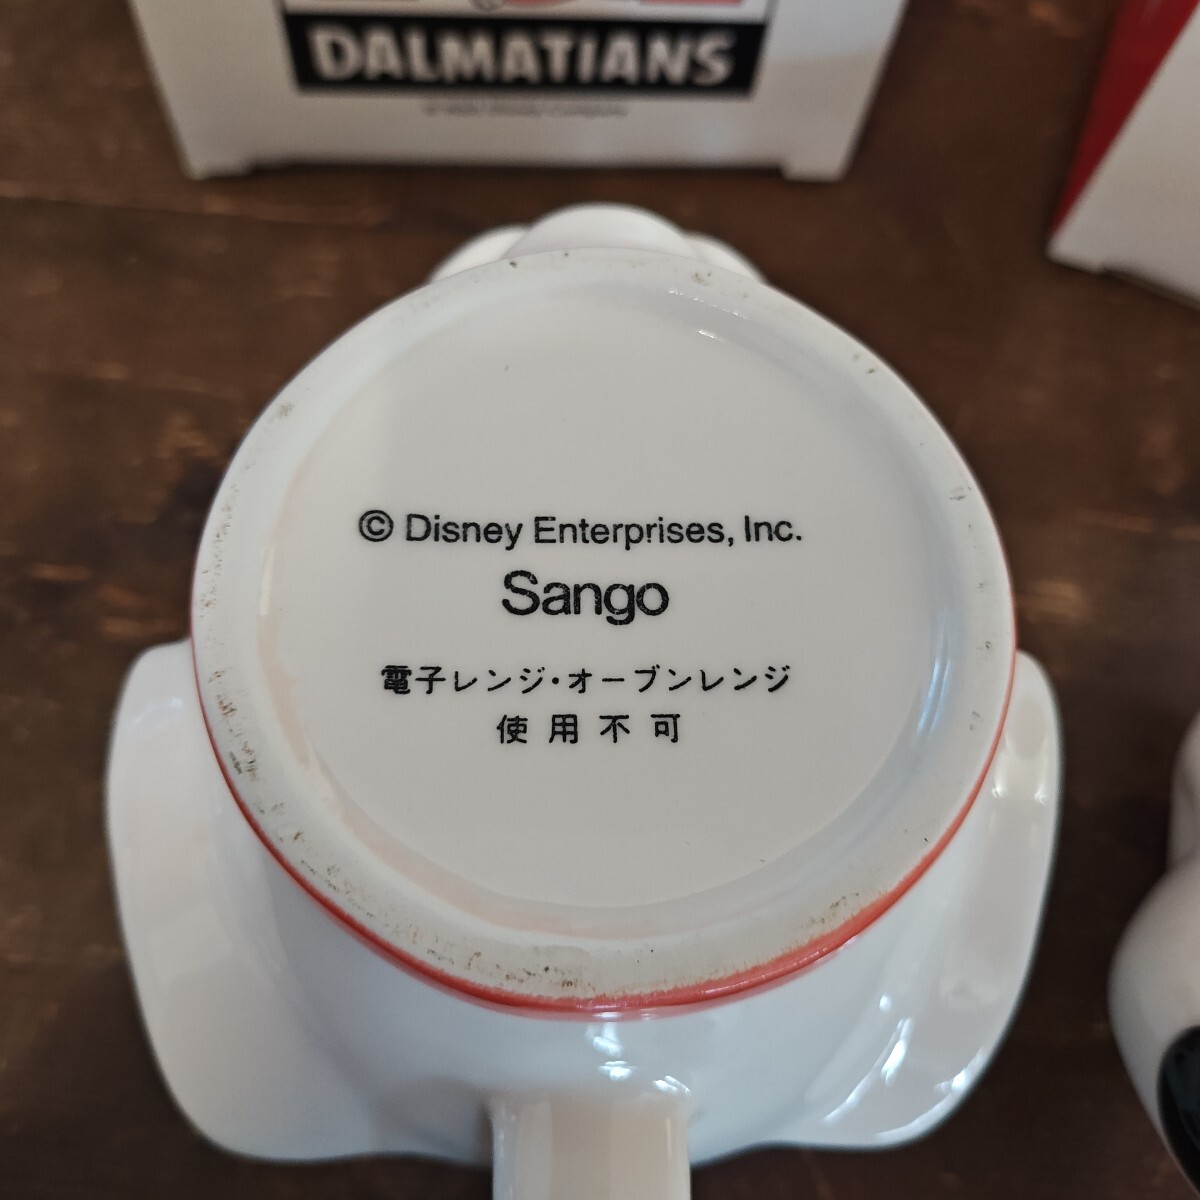 DALMATIANS
© Disney Enterprises, Inc.
Sango
電子レンジ・オーブンレンジ
使用不可